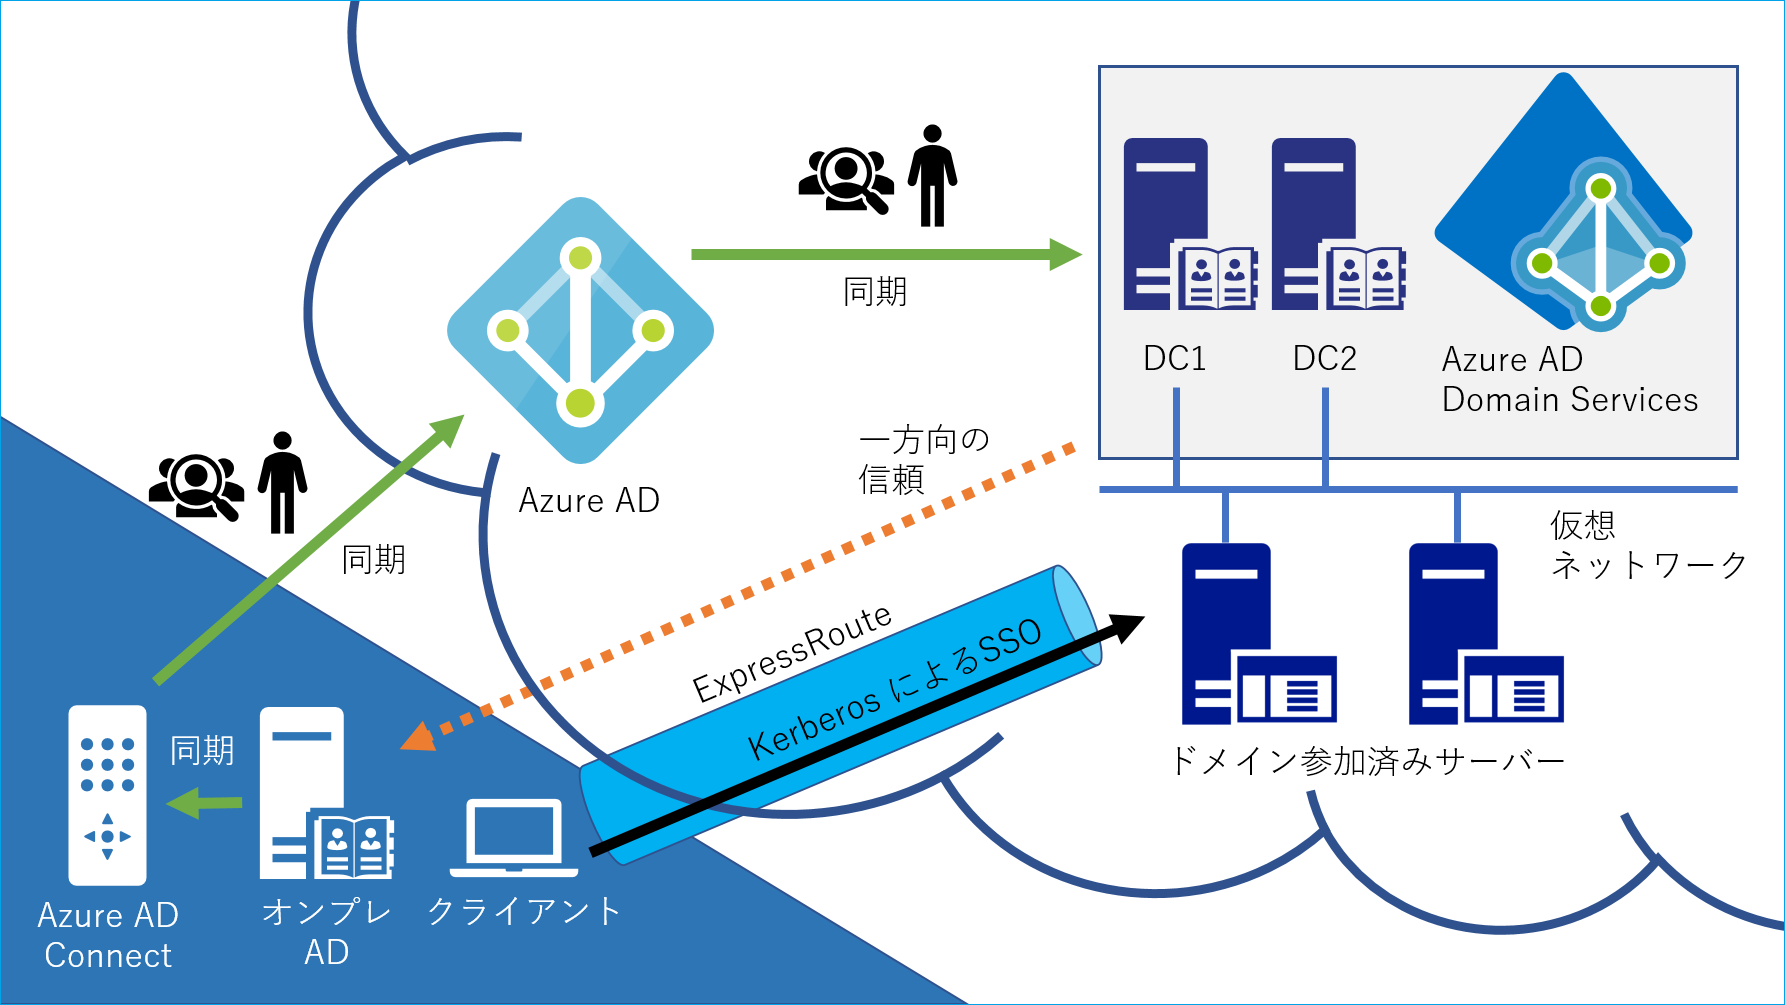 同期
DC1
DC2
Azure AD
Domain Services
一方向の
信頼
Azure AD
同期
仮想
ネットワーク
ExpressRoute
Kerberos によるSSO
ドメイン参加済みサーバー
同期
Azure AD
Connect
オンプレ
AD
クライアント